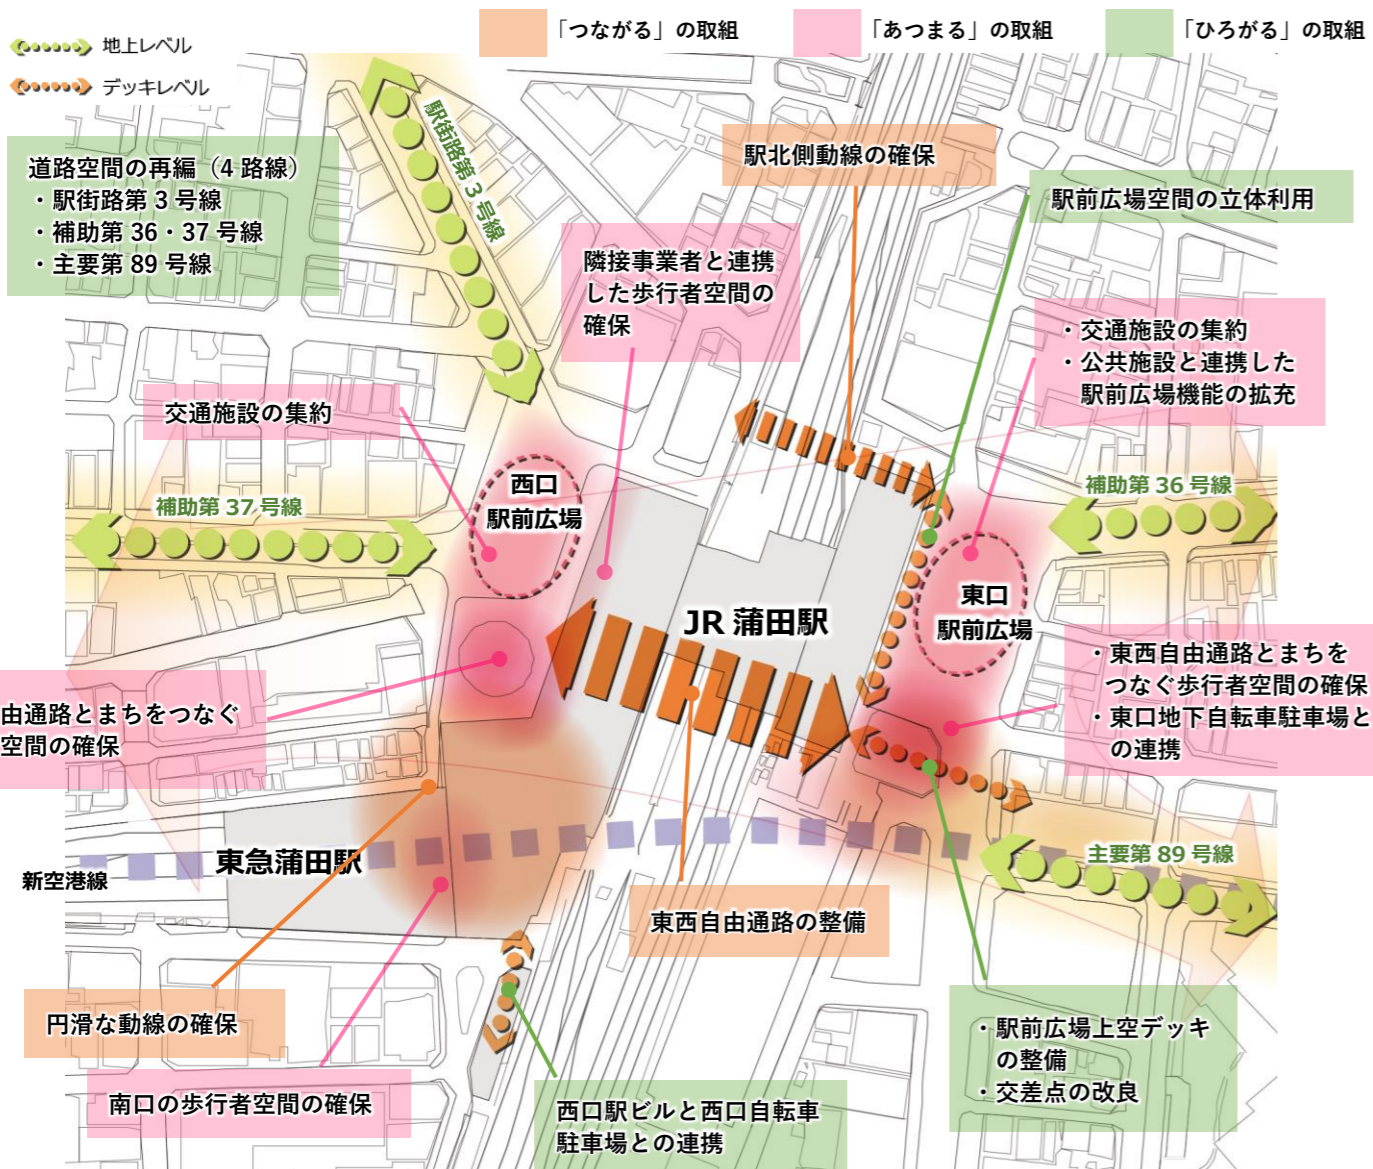 「つながる」の取組
「あつまる」の取組
「ひろがる」の取組
地上レベル
デッキレベル
駅街路第3号線
道路空間の再編（4 路線）
・駅街路第 3 号線
・補助第 36・37 号線
・主要第 89 号線
駅北側動線の確保
駅前広場空間の立体利用
隣接事業者と連携
した歩行者空間の
確保
・交通施設の集約
・公共施設と連携した
駅前広場機能の拡充
交通施設の集約
西口
駅前広場
補助第 37 号線
補助第 36 号線
JR 蒲田駅
東口
駅前広場
・東西自由通路とまちを
つなぐ歩行者空間の確保
・東口地下自転車駐車場と
の連携
由通路とまちをつなぐ
空間の確保
東急蒲田駅
新空港線
主要第 89 号線
東西自由通路の整備
円滑な動線の確保
・駅前広場上空デッキ
の整備
・交差点の改良
南口の歩行者空間の確保
西口駅ビルと西口自転車
駐車場との連携